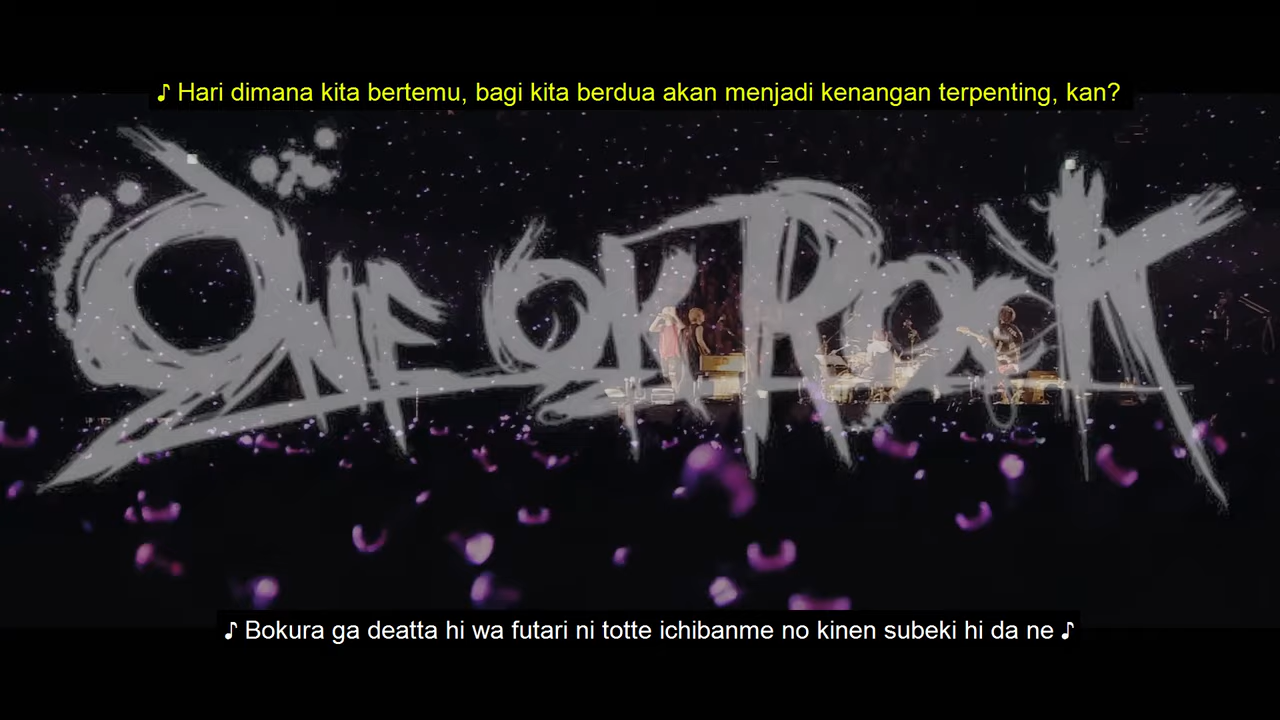 ♪ Hari dimana kita bertemu, bagi kita berdua akan menjadi kenangan terpenting, kan?
ONE OK ROCK
♪ Bokura ga deatta hi wa futari ni totte ichibanme no kinen subeki hi da ne ♪